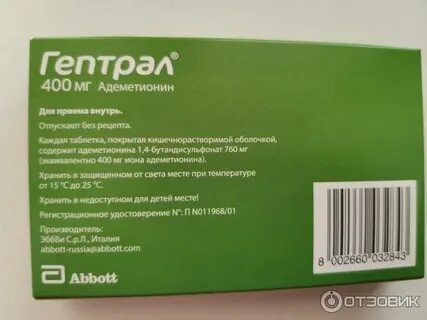 Гептрал®
400 мг Адеметионин
Для приема внутрь.
Отпускают без рецепта.
Каждая таблетка, покрытая кишечнорастворимой оболочкой,
содержит адеметионина 1,4-бутандисульфонат 760 мг
(эквивалентно 400 мг иона адеметионина).
Хранить в защищенном от света месте при температуре
от 15 °C до 25 °C.
Хранить в недоступном для детей месте!
Регистрационное удостоверение N°: П N011968/01
Производитель:
ЭббВи С.р.Л., Италия
abbott-russia@abbott.com
Abbott
8 002660 032843
ОТЗОВИК